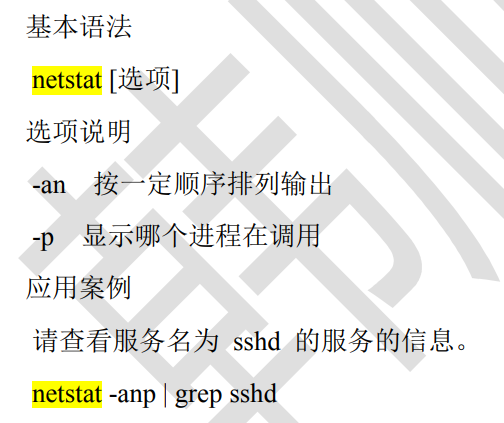 基本语法
netstat [选项]
选项说明
-an 按一定顺序排列输出
-p 显示哪个进程在调用
应用案例
请查看服务名为 sshd 的服务的信息。
netstat -anp | grep sshd